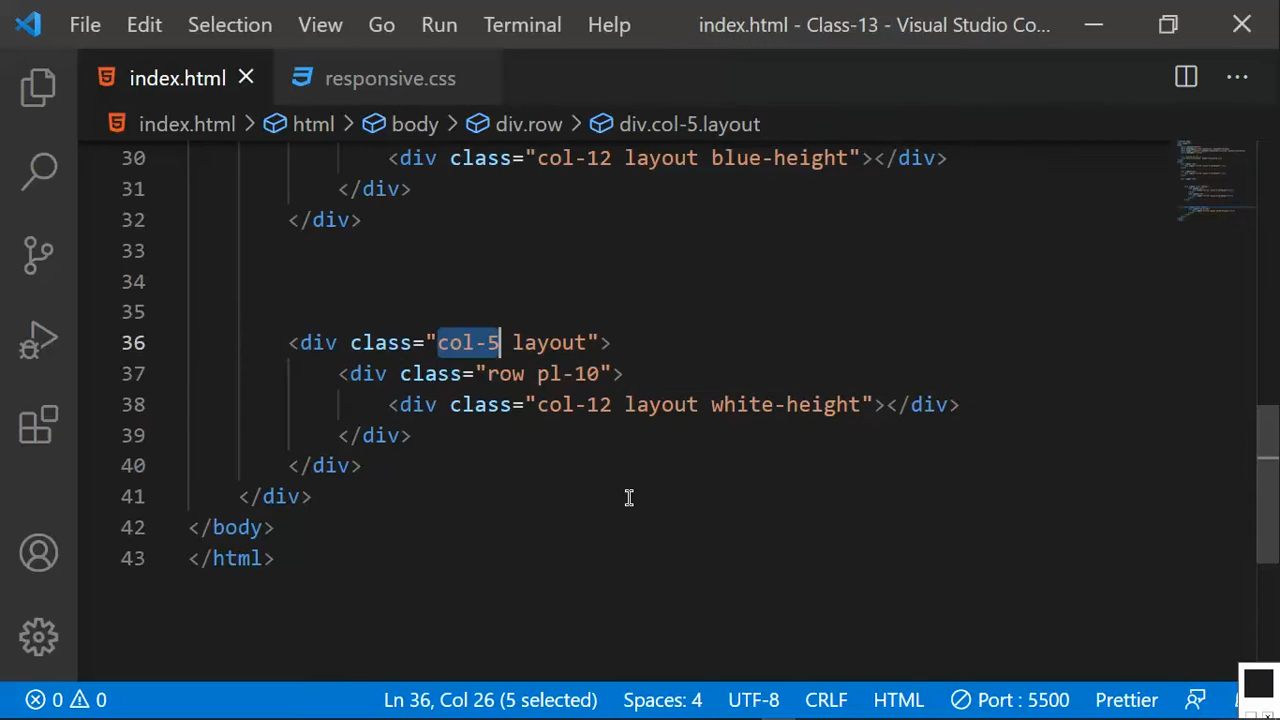 File Edit Selection View Go Run Terminal Help index.html - Class-13 - Visual Studio Co...
index.html responsive.css
index.html > html > body > div.row > div.col-5.layout
30 <div class="col-12 layout blue-height"></div>
31 </div>
32 </div>
33
34
35
36 <div class="col-5 layout">
37 <div class="row pl-10">
38 <div class="col-12 layout white-height"></div>
39 </div>
40 </div>
41 </div>
42 </body>
43 </html>
0 0 Ln 36, Col 26 (5 selected) Spaces: 4 UTF-8 CRLF HTML Port : 5500 Prettier